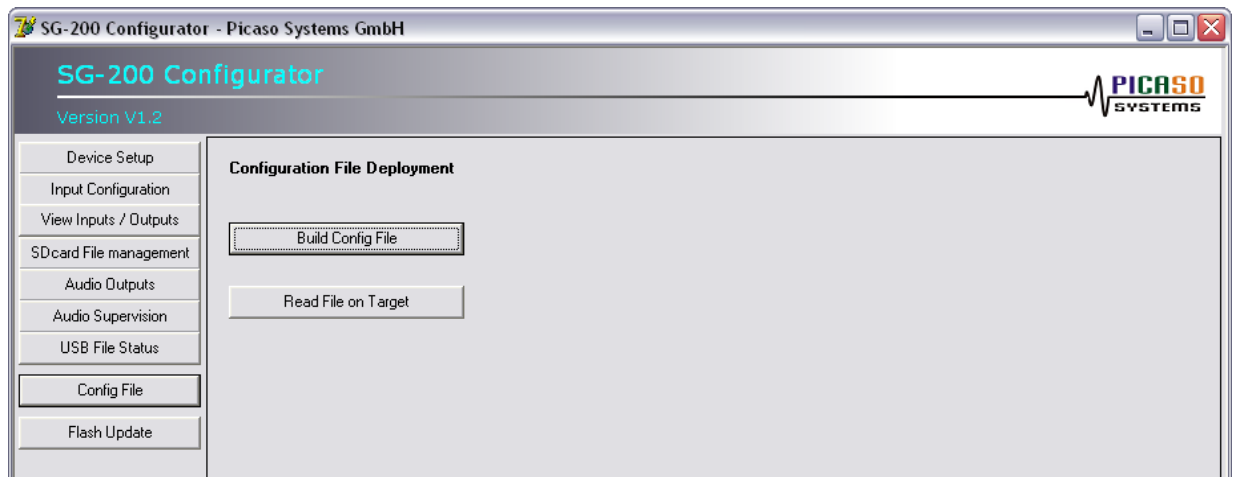 SG-200 Configurator - Picaso Systems GmbH
SG-200 Configurator
PICASO
SYSTEMS
Version V1.2
Device Setup
Input Configuration
View Inputs / Outputs
SDcard File management
Audio Outputs
Audio Supervision
USB File Status
Config File
Flash Update
Configuration File Deployment
Build Config File
Read File on Target